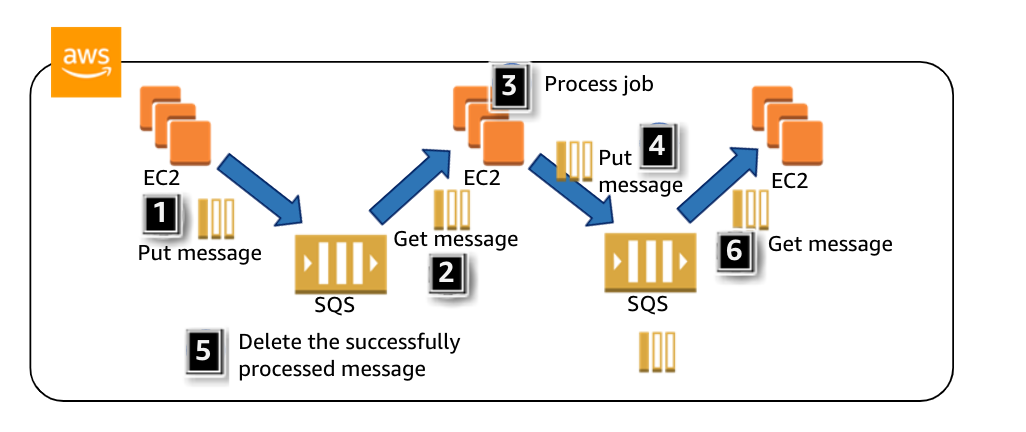 aws
3
Process job
EC2
EC2
Put
message
4
EC2
1
Put message
Get message
2
SQS
SQS
6
Get message
5
Delete the successfully
processed message